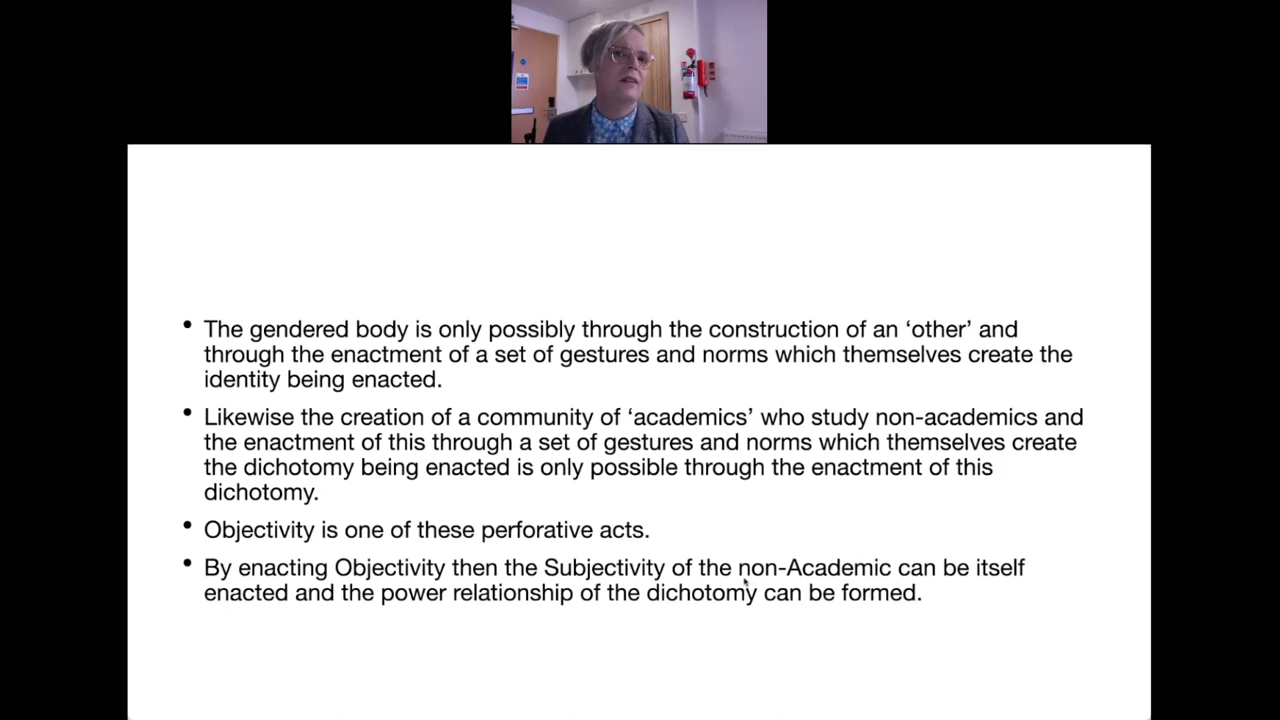 • The gendered body is only possibly through the construction of an ‘other’ and
through the enactment of a set of gestures and norms which themselves create the
identity being enacted.
• Likewise the creation of a community of ‘academics’ who study non-academics and
the enactment of this through a set of gestures and norms which themselves create
the dichotomy being enacted is only possible through the enactment of this
dichotomy.
• Objectivity is one of these perforative acts.
• By enacting Objectivity then the Subjectivity of the non-Academic can be itself
enacted and the power relationship of the dichotomy can be formed.